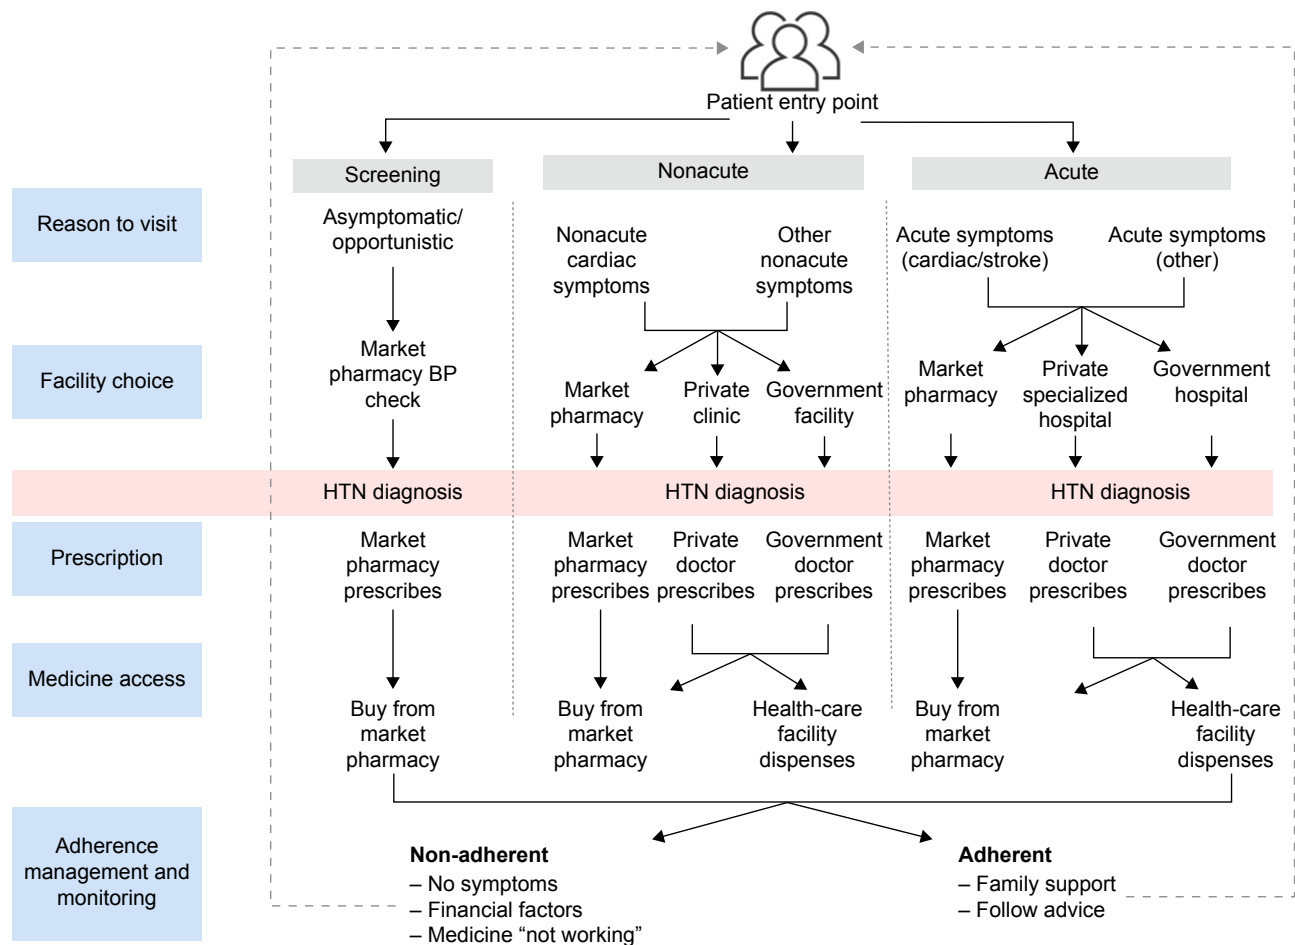 Patient entry point
Screening
Nonacute
Acute
Reason to visit
Asymptomatic/
opportunistic
Nonacute
cardiac
symptoms
Other
nonacute
symptoms
Acute symptoms
(cardiac/stroke)
Acute symptoms
(other)
Facility choice
Market
pharmacy BP
check
Market
pharmacy
Private
clinic
Government
facility
Market
pharmacy
Private
specialized
hospital
Government
hospital
HTN diagnosis
HTN diagnosis
HTN diagnosis
Prescription
Market
pharmacy
prescribes
Market
pharmacy
prescribes
Private
doctor
prescribes
Government
doctor
prescribes
Market
pharmacy
prescribes
Private
doctor
prescribes
Government
doctor
prescribes
Medicine access
Buy from
market
pharmacy
Buy from
market
pharmacy
Health-care
facility
dispenses
Buy from
market
pharmacy
Health-care
facility
dispenses
Adherence
management and
monitoring
Non-adherent
– No symptoms
– Financial factors
– Medicine “not working”
Adherent
– Family support
– Follow advice